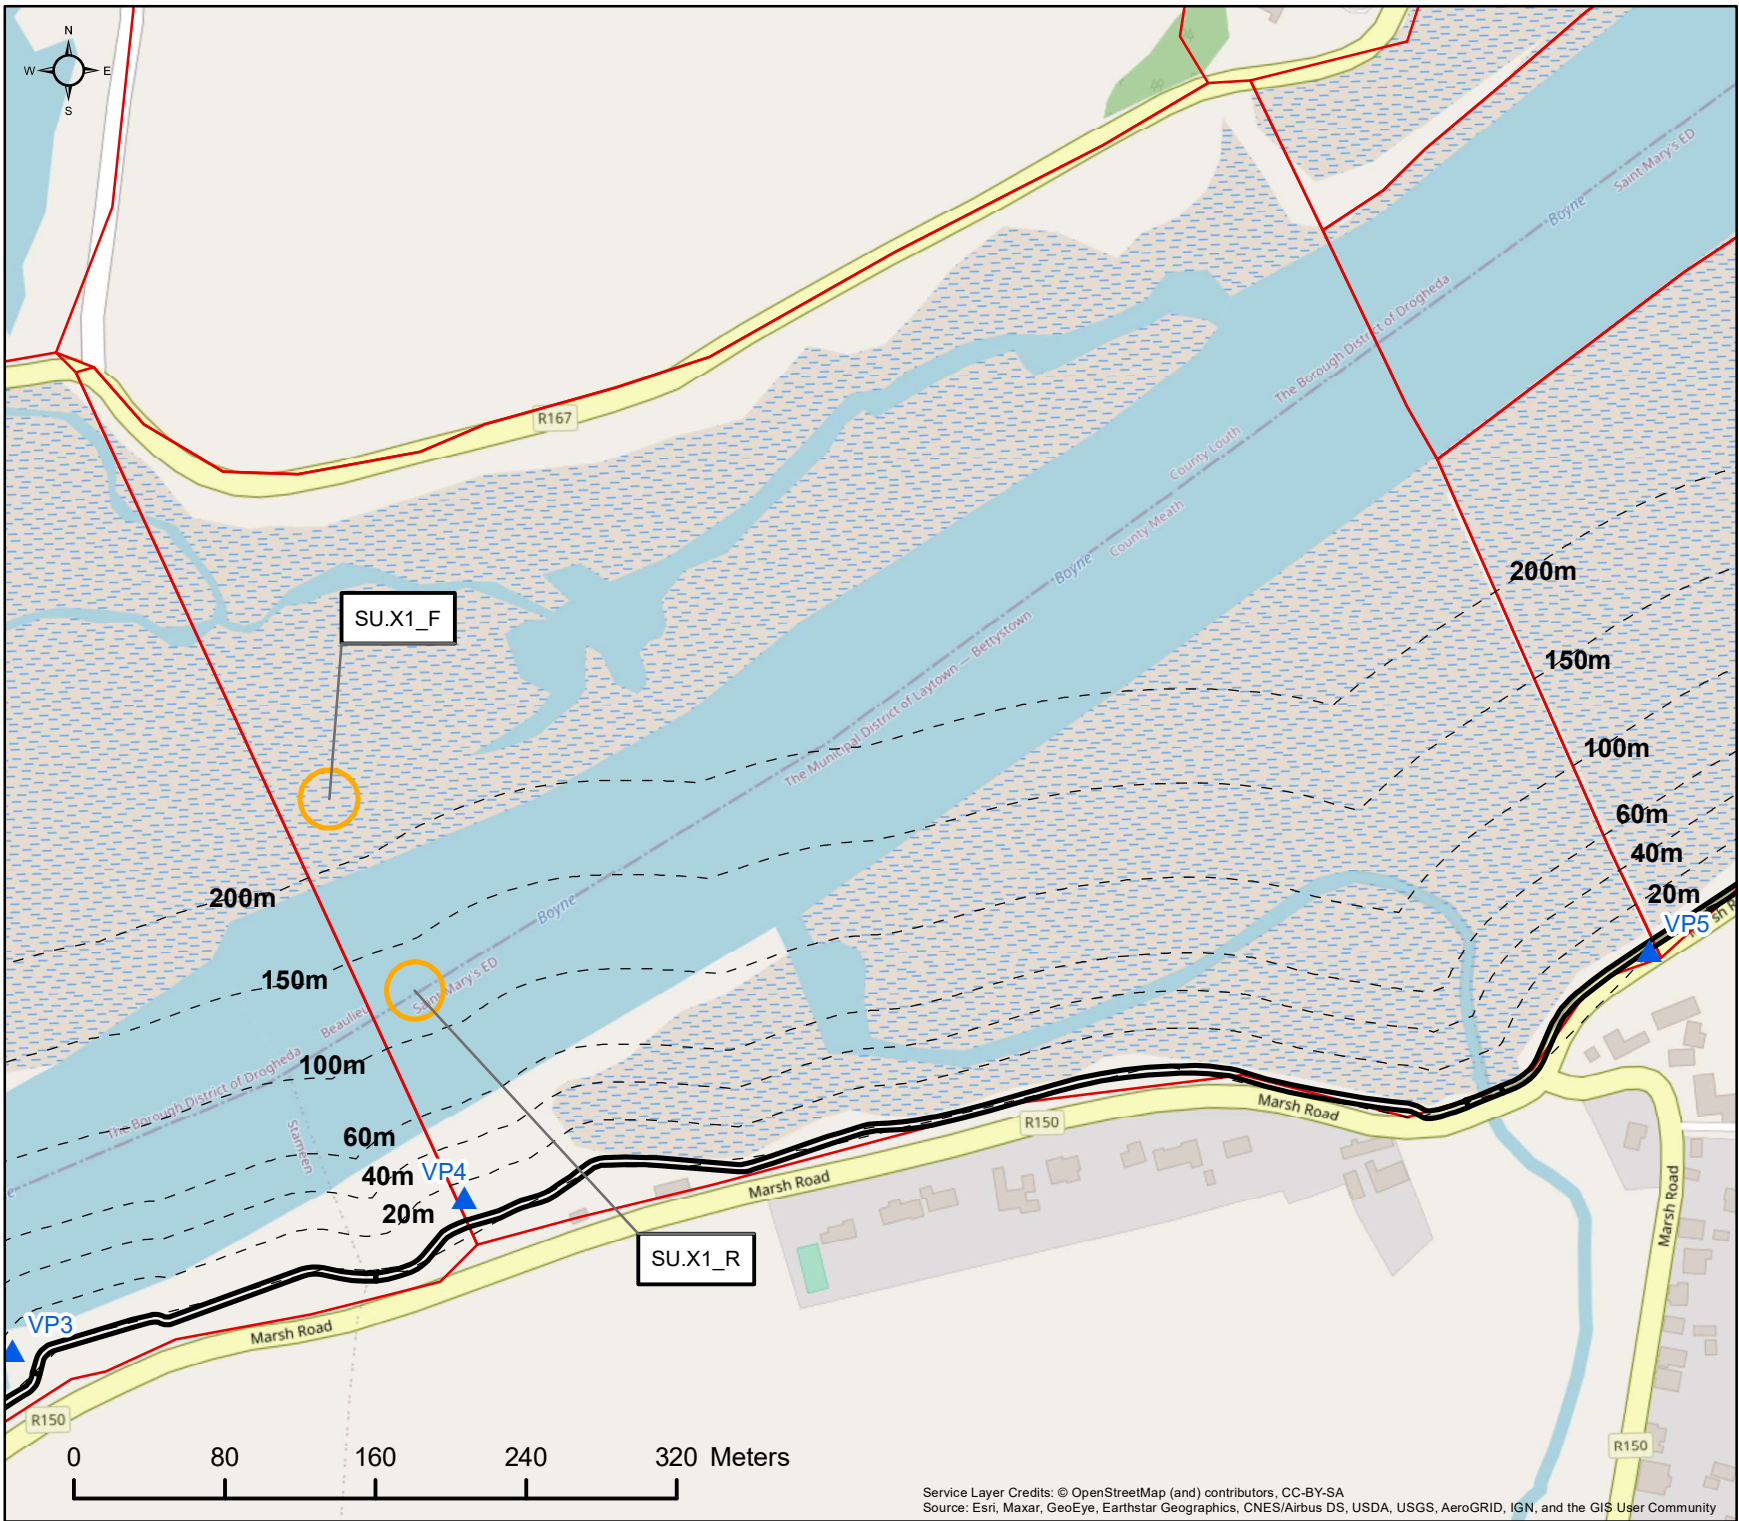 N
W E
S
Saint Mary's ED
Boyne
The Borough District of Drogheda
R167
County Louth
County Meath
Boyne
200m
SU.X1_F
The Municipal District of Laytown — Bettystown
150m
100m
60m
40m
20m
VP5
200m
Boyne
150m
Saint Mary's ED
Beaulieu
100m
The Borough District of Drogheda
60m
Stameen
40m
VP4
20m
R150
Marsh Road
Marsh Road
Marsh Road
SU.X1_R
VP3
Marsh Road
R150
R150
0 80 160 240 320 Meters
Service Layer Credits: © OpenStreetMap (and) contributors, CC-BY-SA
Source: Esri, Maxar, GeoEye, Earthstar Geographics, CNES/Airbus DS, USDA, USGS, AeroGRID, IGN, and the GIS User Community